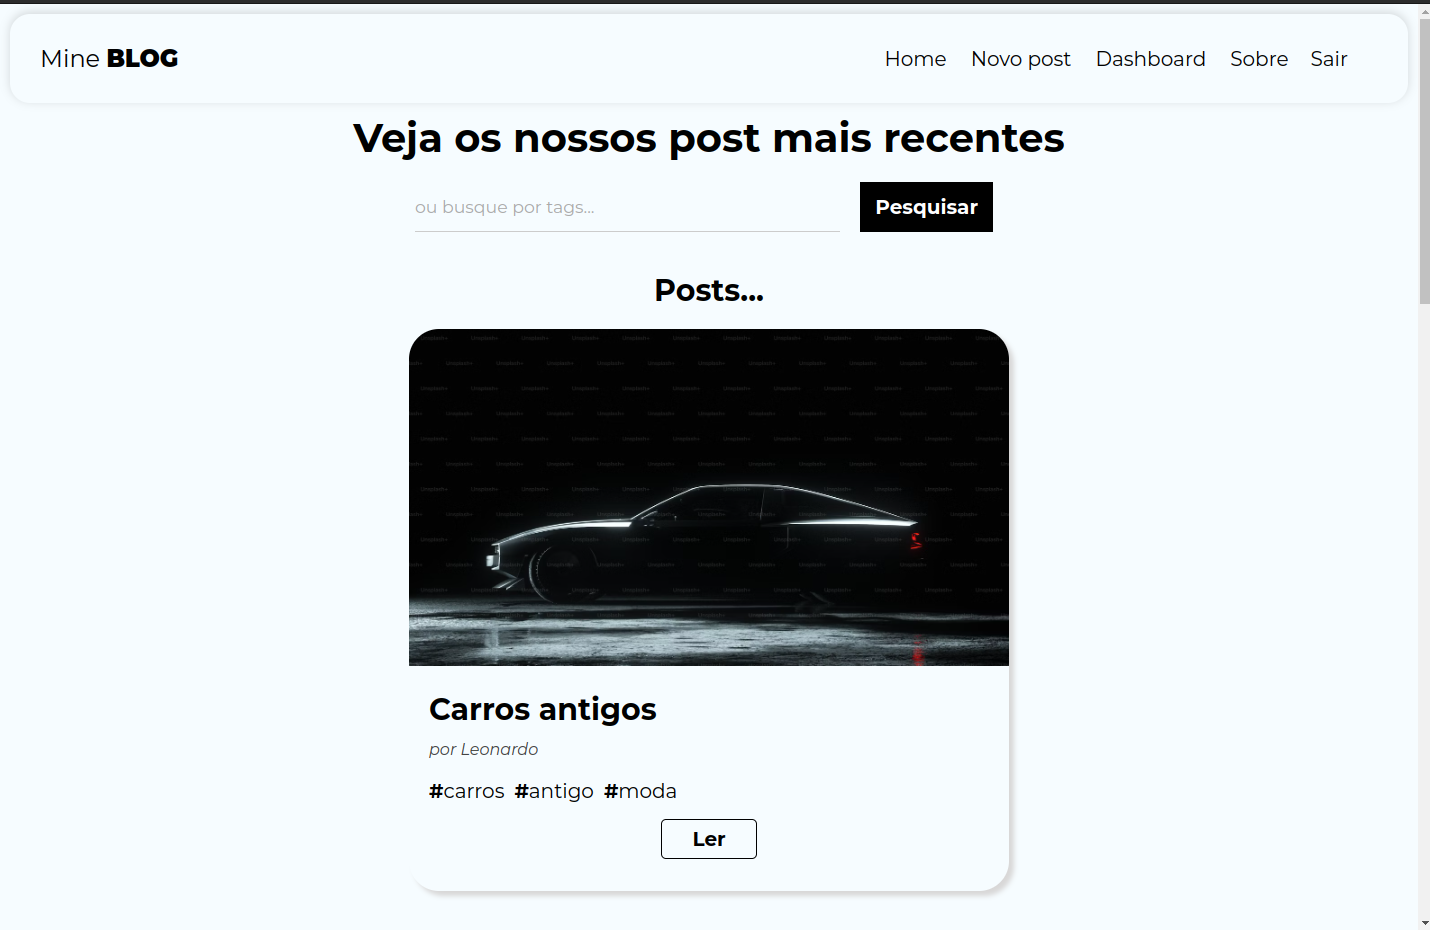 Mine BLOG
Home Novo post Dashboard Sobre Sair
Veja os nossos post mais recentes
ou busque por tags...
Pesquisar
Posts...
Carros antigos
por Leonardo
#carros #antigo #moda
Ler